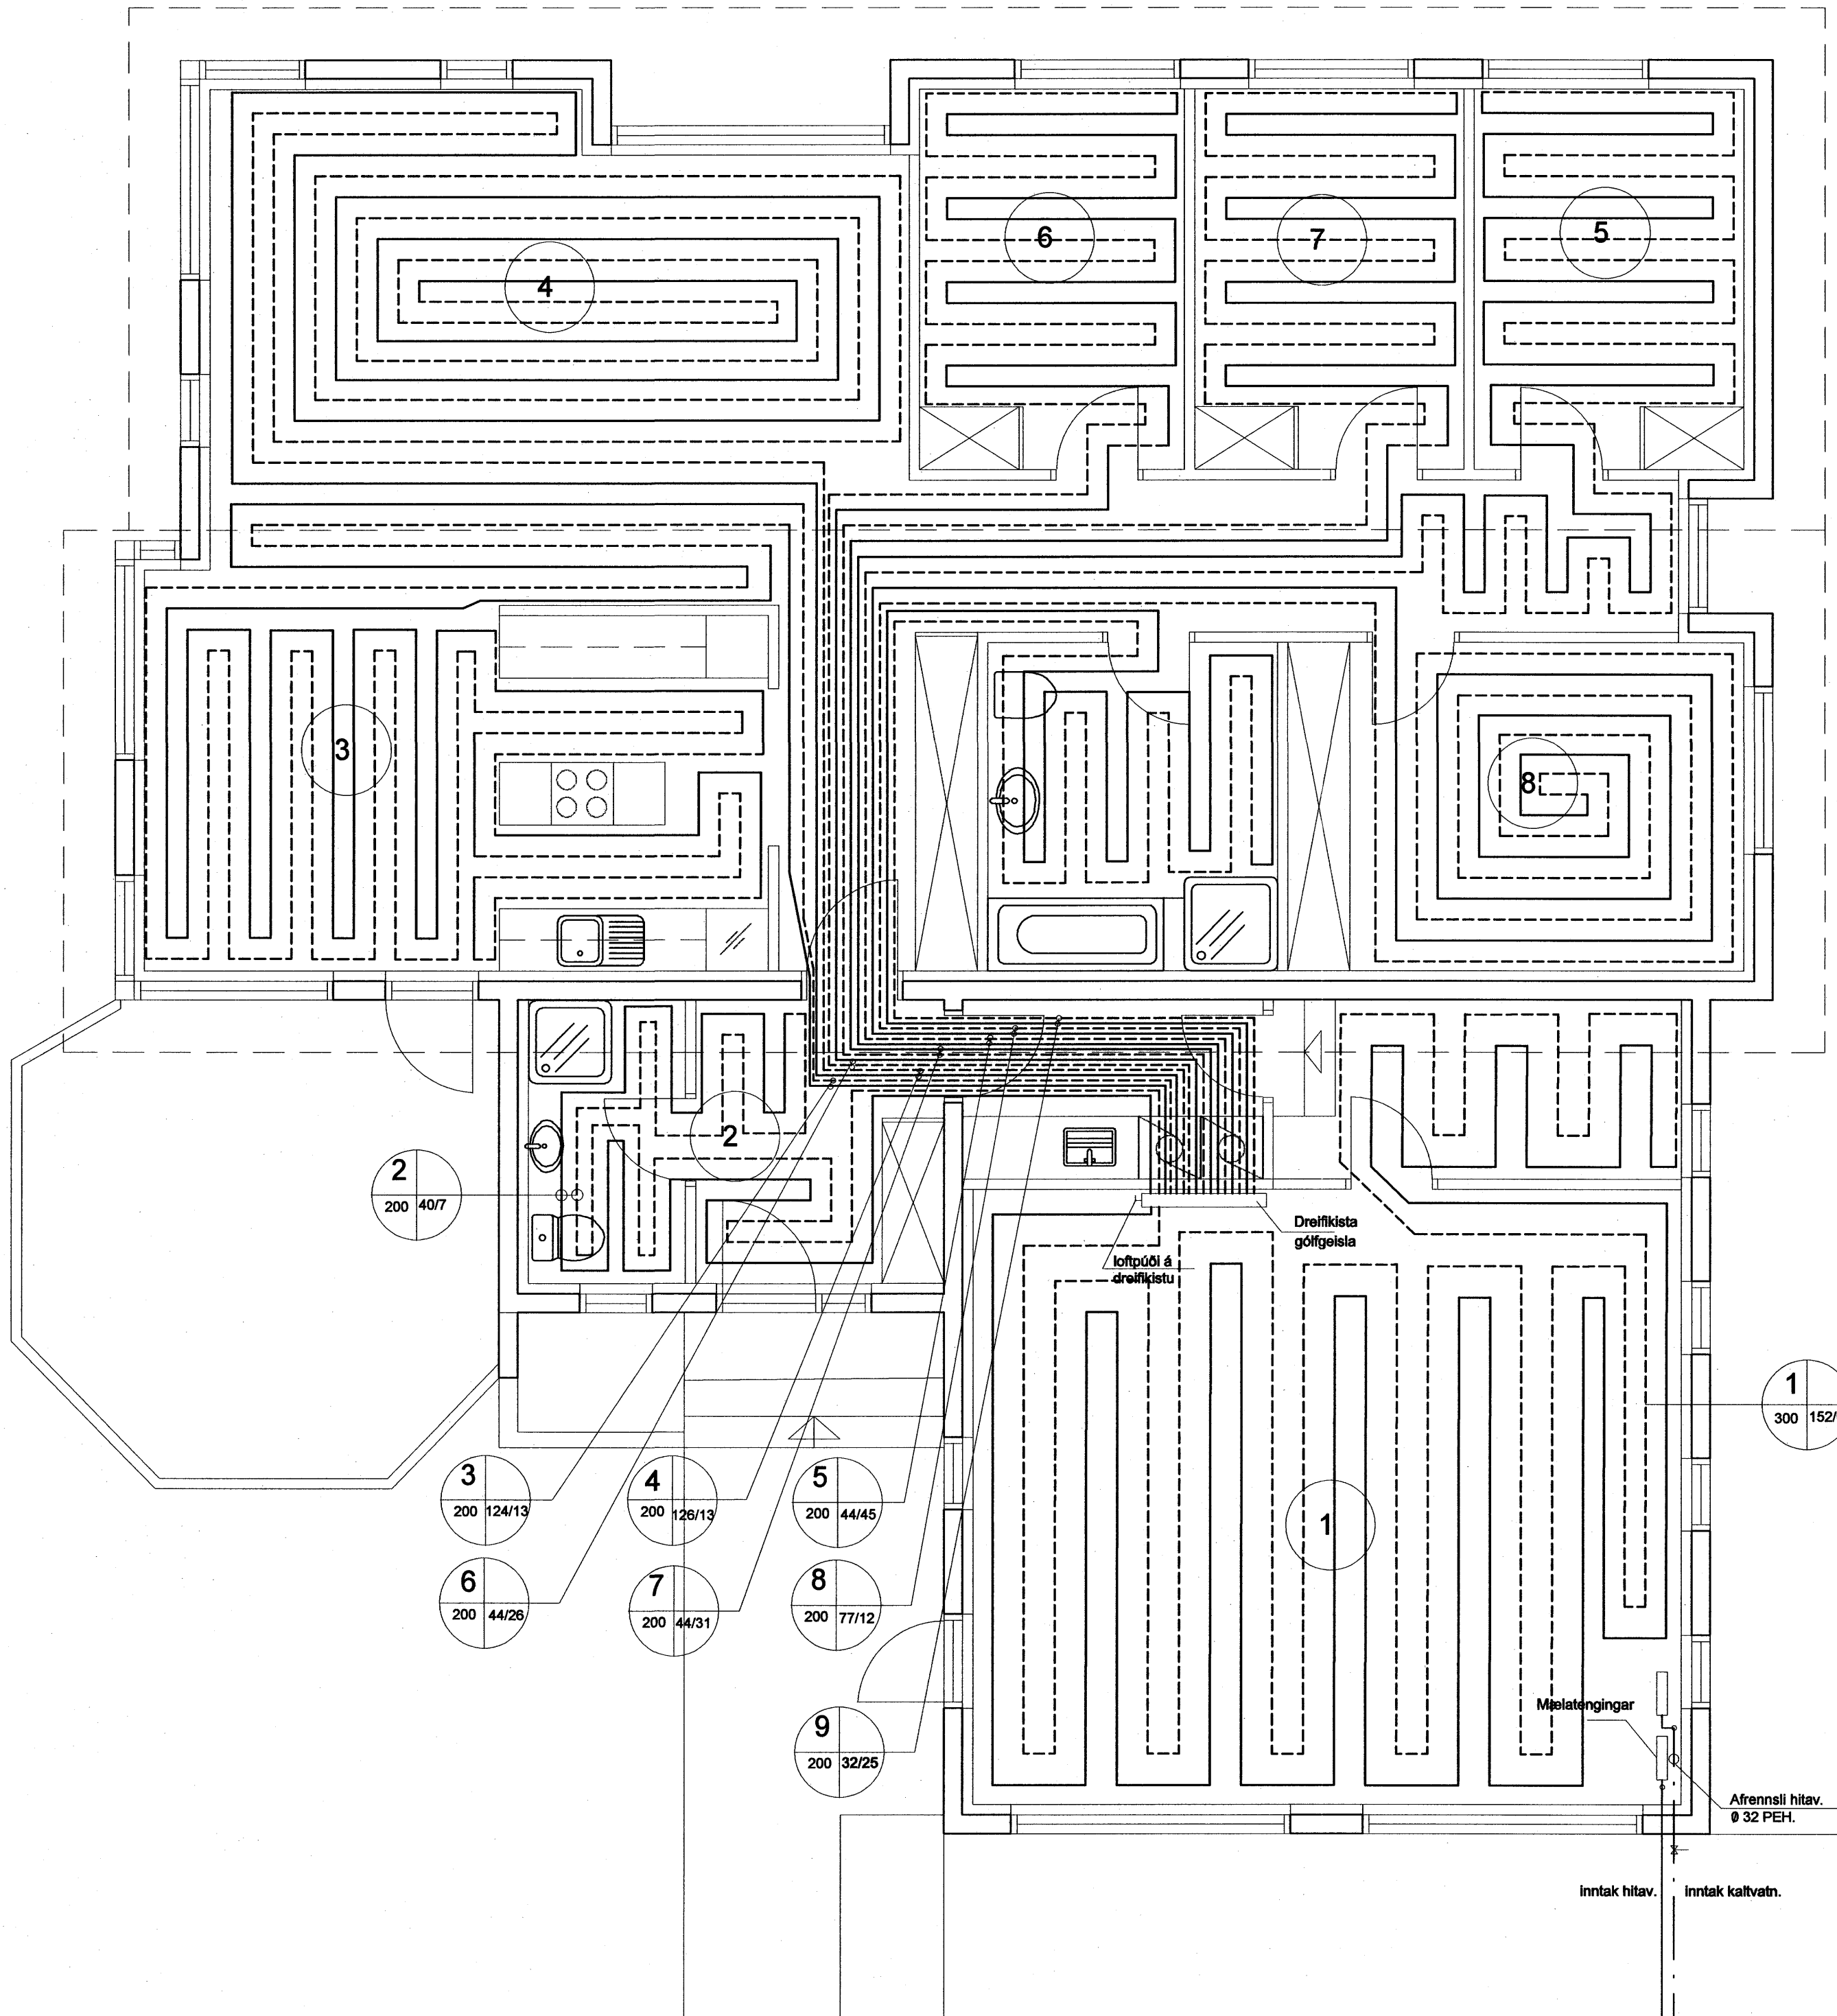 4
6
7
5
3
8
2
2
200 40/7
Dreifikista
gólfgeisla
loftpúði á
dreifikistu
1
300 152/
3
200 124/13
4
200 126/13
5
200 44/45
1
6
200 44/26
7
200 44/31
8
200 77/12
9
200 32/25
Mælatengingar
Afrennsli hitav.
Ø 32 PEH.
inntak hitav.
inntak kaltvatn.